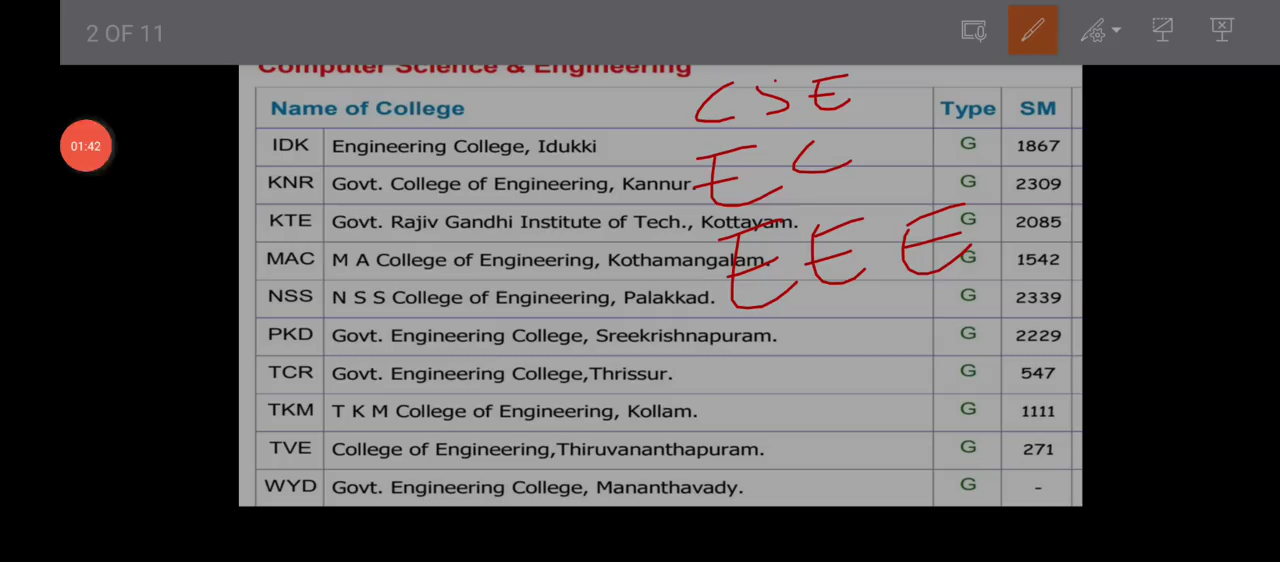 2 OF 11
Computer Science & Engineering
Name of College Type SM
CSE
01:42
IDK Engineering College, Idukki G 1867
EC
KNR Govt. College of Engineering, Kannur. G 2309
KTE Govt. Rajiv Gandhi Institute of Tech., Kottayam. G 2085
EEE
MAC M A College of Engineering, Kothamangalam. G 1542
NSS N S S College of Engineering, Palakkad. G 2339
PKD Govt. Engineering College, Sreekrishnapuram. G 2229
TCR Govt. Engineering College,Thrissur. G 547
TKM T K M College of Engineering, Kollam. G 1111
TVE College of Engineering,Thiruvananthapuram. G 271
WYD Govt. Engineering College, Mananthavady. G -